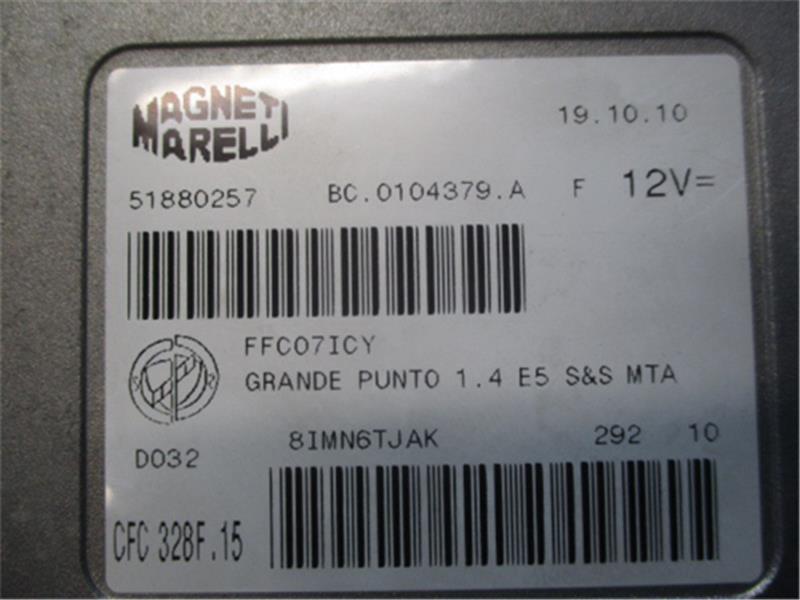 MAGNETI
MARELLI
19.10.10
51880257 BC.0104379.A F 12V=
FFC07ICY
GRANDE PUNTO 1.4 E5 S&S MTA
D032
8IMN6TJAK 292 10
CFC 328F.15